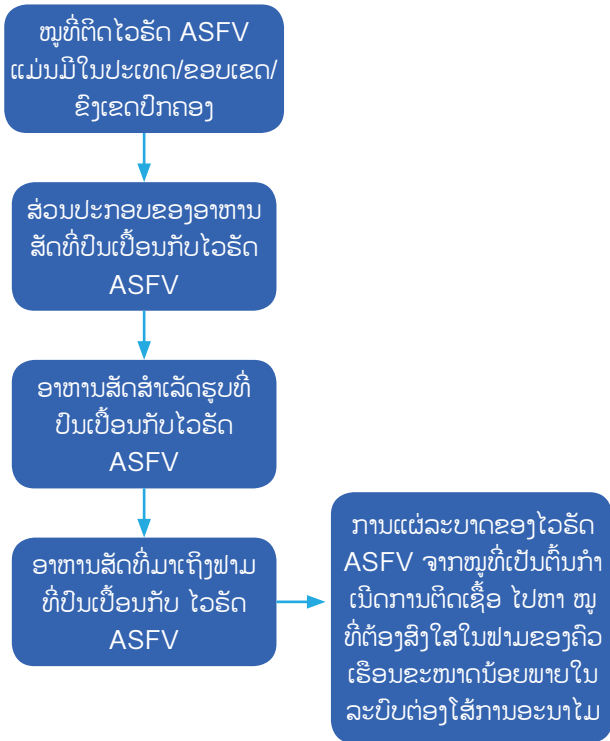 ໝູທີ່ຕິດໄວຣັດ ASFV
ແມ່ນມີໃນປະເທດ/ຂອບເຂດ/
ຂົງເຂດປົກຄອງ
ສ່ວນປະກອບຂອງອາຫານ
ສັດທີ່ປົນເປື້ອນກັບໄວຣັດ
ASFV
ອາຫານສັດສຳເລັດຮູບທີ່
ປົນເປື້ອນກັບໄວຣັດ
ASFV
ອາຫານສັດທີ່ມາເຖິງຟາມ
ທີ່ປົນເປື້ອນກັບ ໄວຣັດ
ASFV
ການແຜ່ລະບາດຂອງໄວຣັດ
ASFV ຈາກໝູທີ່ເປັນຕົ້ນກຳ
ເນີດການຕິດເຊື້ອ ໄປຫາ ໝູ
ທີ່ຕ້ອງສົງໃສໃນຟາມຂອງຄົວ
ເຮືອນຂະໜາດນ້ອຍພາຍໃນ
ລະບົບຕ່ອງໂສ້ການອະນາໄມ